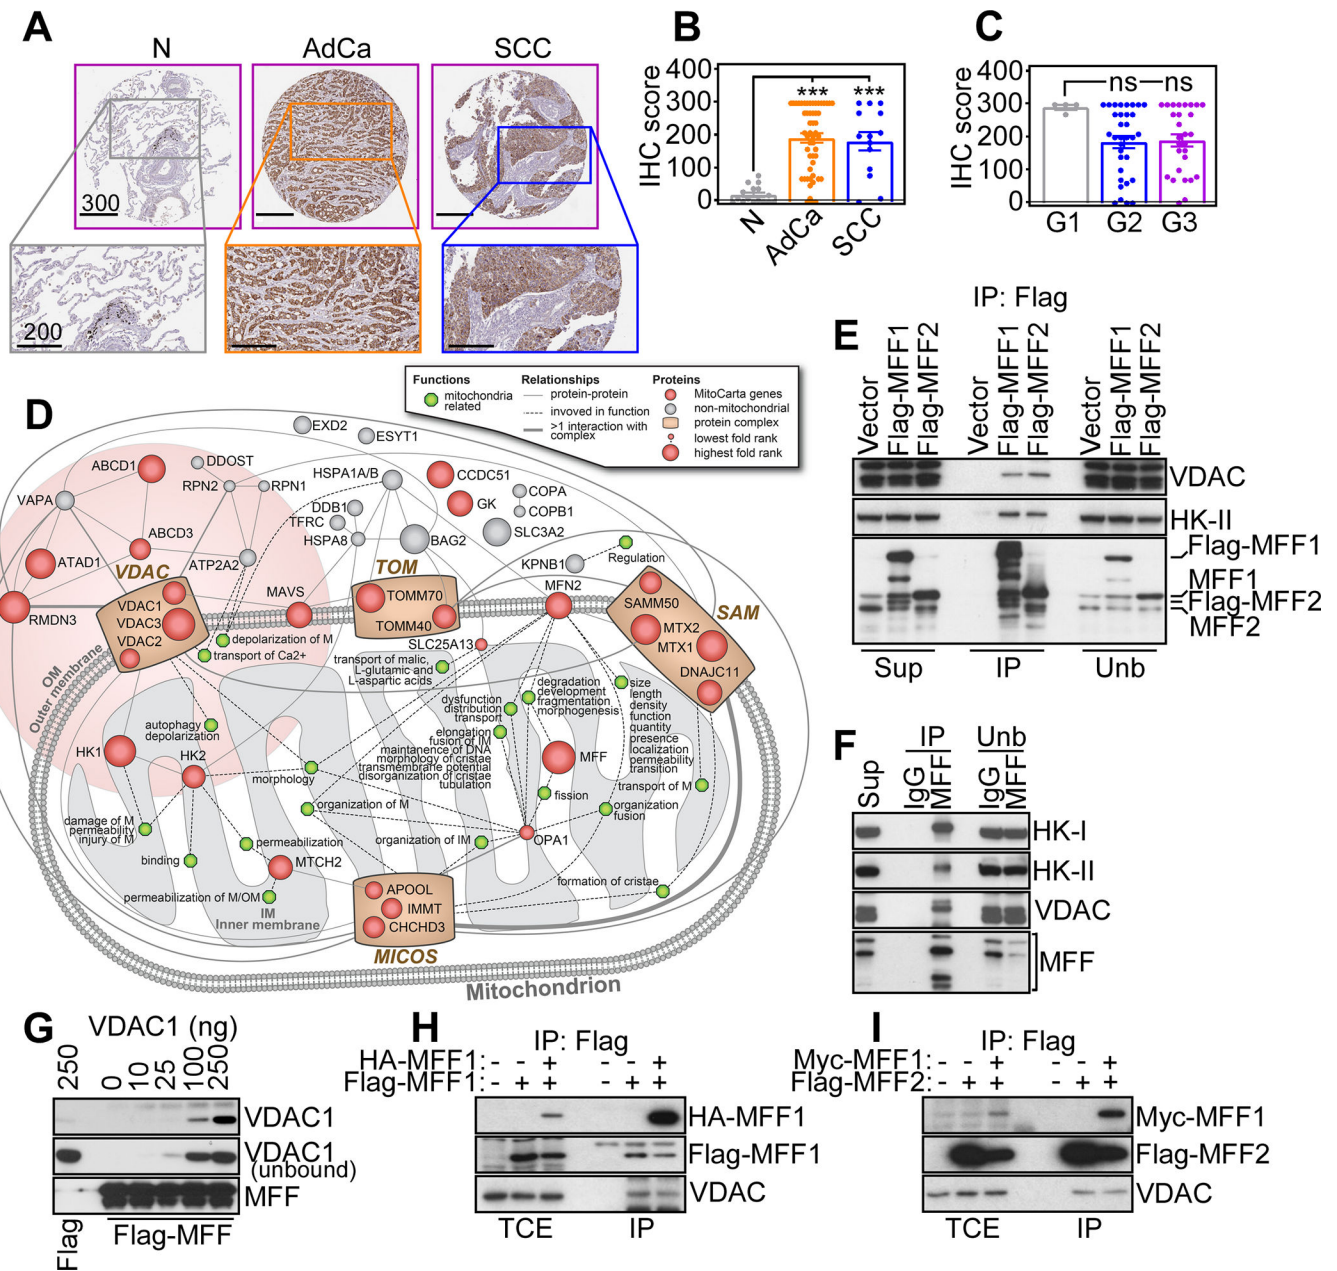 A
N
AdCa
SCC
300
200
B
IHC score
400
300
200
100
0
***
***
N
AdCa
SCC
C
IHC score
400
300
200
100
0
ns
ns
G1
G2
G3
D
Functions
mitochondria
related
Relationships
protein-protein
invoved in function
>1 interaction with
complex
Proteins
MitoCarta genes
non-mitochondrial
protein complex
lowest fold rank
highest fold rank
EXD2
ESYT1
ABCD1
DDOST
RPN2
RPN1
VAPA
HSPA1A/B
CCDC51
GK
COPA
COPB1
DDB1
TFRC
HSPA8
BAG2
SLC3A2
ABCD3
ATAD1
ATP2A2
KPNB1
Regulation
VDAC
TOM
MAVS
MFN2
SAM
RMDN3
VDAC1
VDAC3
VDAC2
TOMM70
TOMM40
SAMM50
MTX2
MTX1
DNAJC11
depolarization of M
transport of Ca2+
SLC25A13
transport of malic,
L-glutamic and
L-aspartic acids
OM
Outer membrane
dysfunction
distribution
transport
degradation
development
fragmentation
morphogenesis
size
length
density
function
quantity
presence
localization
permeability
transition
autophagy
depolarization
elongation
fusion of IM
maintanence of DNA
morphology of cristae
transmembrane potential
disorganization of cristae
tubulation
HK1
HK2
MFF
morphology
transport of M
fission
organization of M
organization
fusion
damage of M
permeability
injury of M
permeabilization
organization of IM
OPA1
binding
MTCH2
formation of cristae
permeabilization of M/OM
IM
Inner membrane
APOOL
IMMT
CHCHD3
MICOS
Mitochondrion
E
IP: Flag
Vector
Flag-MFF1
Flag-MFF2
Vector
Flag-MFF1
Flag-MFF2
Vector
Flag-MFF1
Flag-MFF2
VDAC
HK-II
Flag-MFF1
MFF1
Flag-MFF2
MFF2
Sup
IP
Unb
F
IP
Unb
Sup
IgG
MFF
IgG
MFF
HK-I
HK-II
VDAC
MFF
G
VDAC1 (ng)
250
0
10
25
100
250
VDAC1
VDAC1
(unbound)
MFF
Flag
Flag-MFF
H
IP: Flag
HA-MFF1: - - + - - +
Flag-MFF1: - + + - + +
HA-MFF1
Flag-MFF1
VDAC
TCE
IP
I
IP: Flag
Myc-MFF1: - - + - - +
Flag-MFF2: - + + - + +
Myc-MFF1
Flag-MFF2
VDAC
TCE
IP